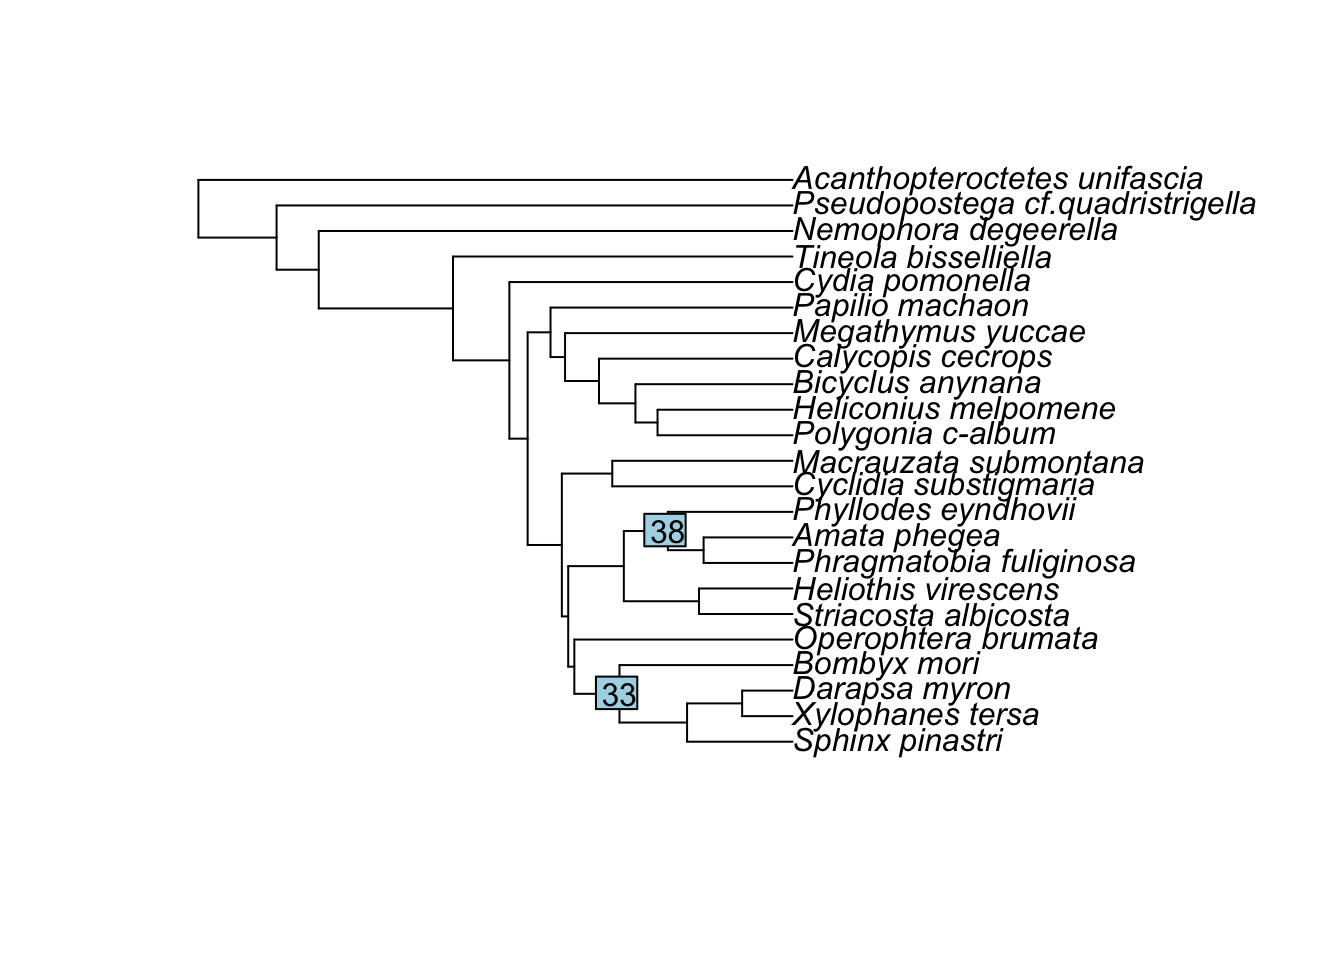 Acanthopteroctetes unifascia
Pseudopostega cf.quadristrigella
Nemophora degeerella
Tineola bisselliella
Cydia pomonella
Papilio machaon
Megathymus yuccae
Calycopis cecrops
Bicyclus anynana
Heliconius melpomene
Polygonia c-album
Macrauzata submontana
Cyclidia substigmaria
Phyllodes eyndhovii
38
Amata phegea
Phragmatobia fuliginosa
Heliothis virescens
Striacosta albicosta
Operophtera brumata
Bombyx mori
33
Darapsa myron
Xylophanes tersa
Sphinx pinastri